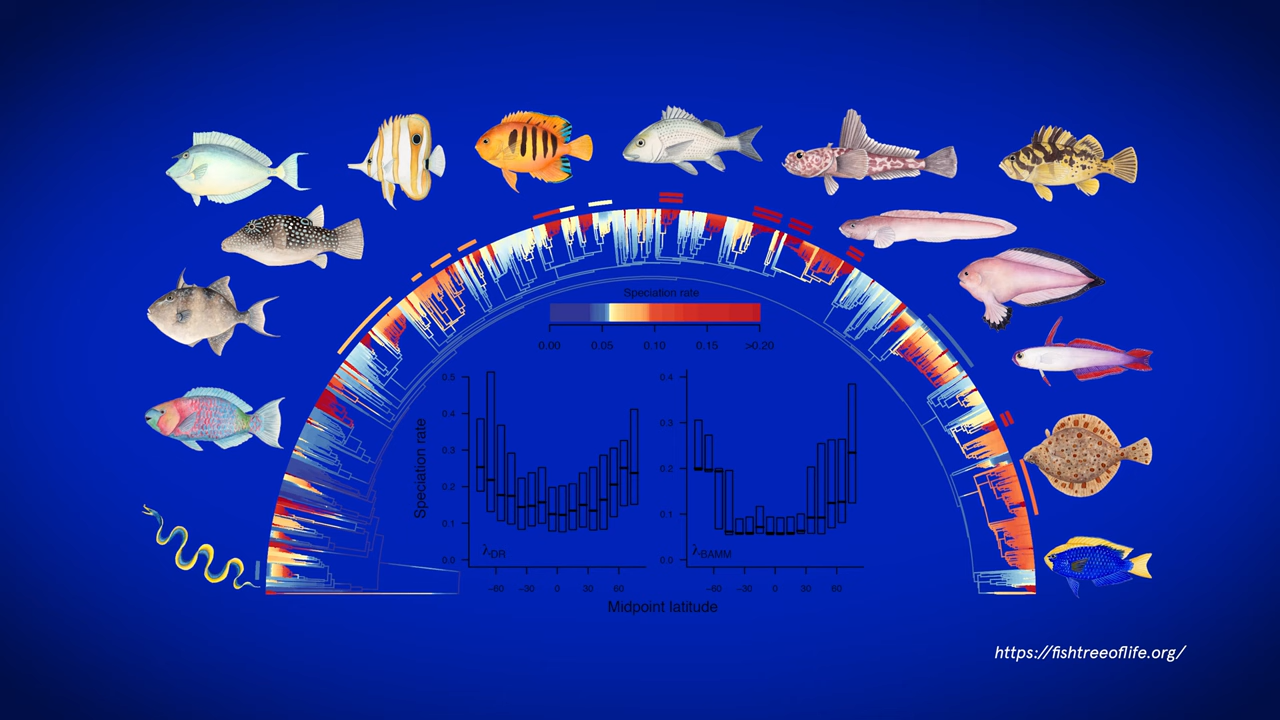 Speciation rate
0.00 0.05 0.10 0.15 >0.20
Speciation rate
0.5
0.4
0.3
0.2
0.1
0.0
λDR
−60 −30 0 30 60
0.4
0.3
0.2
0.1
0.0
λBAMM
−60 −30 0 30 60
Midpoint latitude
https://fishtreeoflife.org/